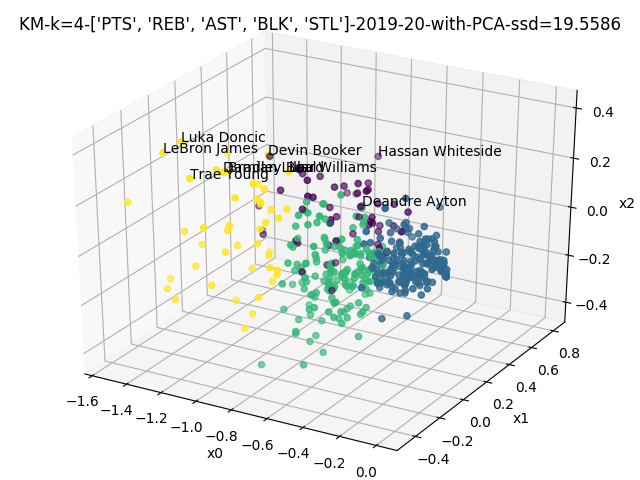 KM-k=4-['PTS', 'REB', 'AST', 'BLK', 'STL']-2019-20-with-PCA-ssd=19.5586
Luka Doncic
LeBron James
Devin Booker
Hassan Whiteside
Bradley
Williams
Trae Young
Deandre Ayton
x2
0.4
0.2
0.0
−0.2
−0.4
x1
0.8
0.6
0.4
0.2
0.0
−0.2
−0.4
x0
−1.6
−1.4
−1.2
−1.0
−0.8
−0.6
−0.4
−0.2
0.0